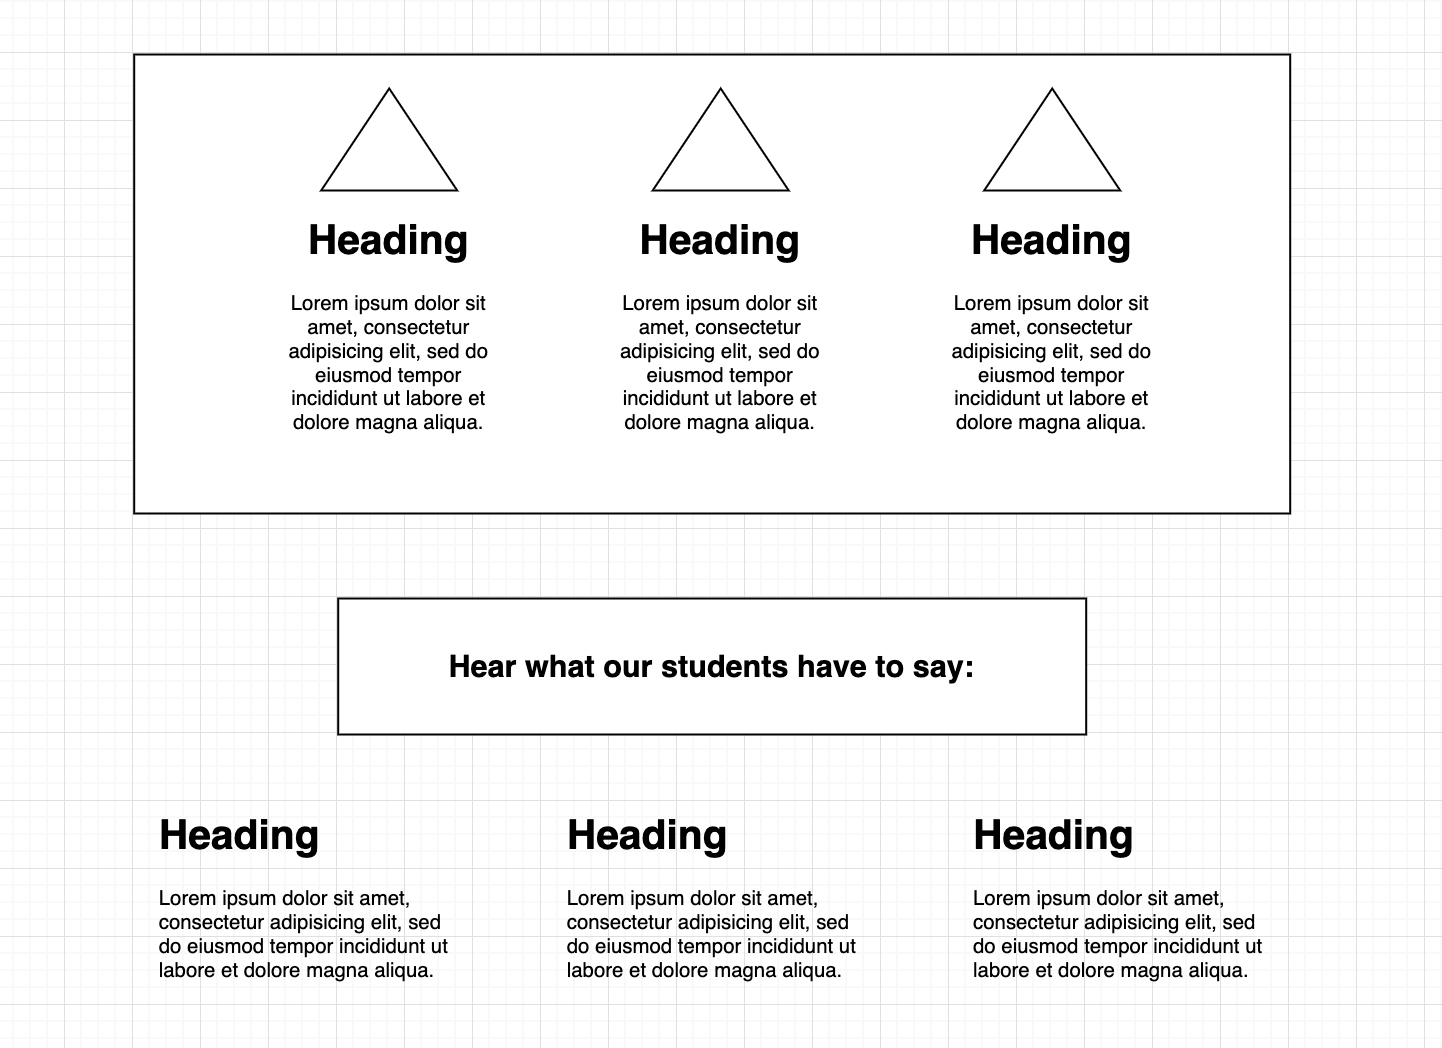 Heading
Lorem ipsum dolor sit
amet, consectetur
adipisicing elit, sed do
eiusmod tempor
incididunt ut labore et
dolore magna aliqua.
Heading
Lorem ipsum dolor sit
amet, consectetur
adipisicing elit, sed do
eiusmod tempor
incididunt ut labore et
dolore magna aliqua.
Heading
Lorem ipsum dolor sit
amet, consectetur
adipisicing elit, sed do
eiusmod tempor
incididunt ut labore et
dolore magna aliqua.
Hear what our students have to say:
Heading
Lorem ipsum dolor sit amet,
consectetur adipisicing elit, sed
do eiusmod tempor incididunt ut
labore et dolore magna aliqua.
Heading
Lorem ipsum dolor sit amet,
consectetur adipisicing elit, sed
do eiusmod tempor incididunt ut
labore et dolore magna aliqua.
Heading
Lorem ipsum dolor sit amet,
consectetur adipisicing elit, sed
do eiusmod tempor incididunt ut
labore et dolore magna aliqua.